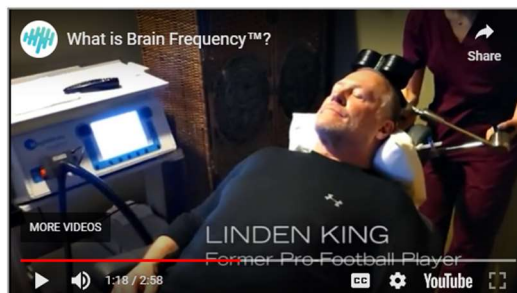 What is Brain Frequency™?
Share
MORE VIDEOS
LINDEN KING
Former Pro-Football Player
1:18 / 2:58
CC
YouTube